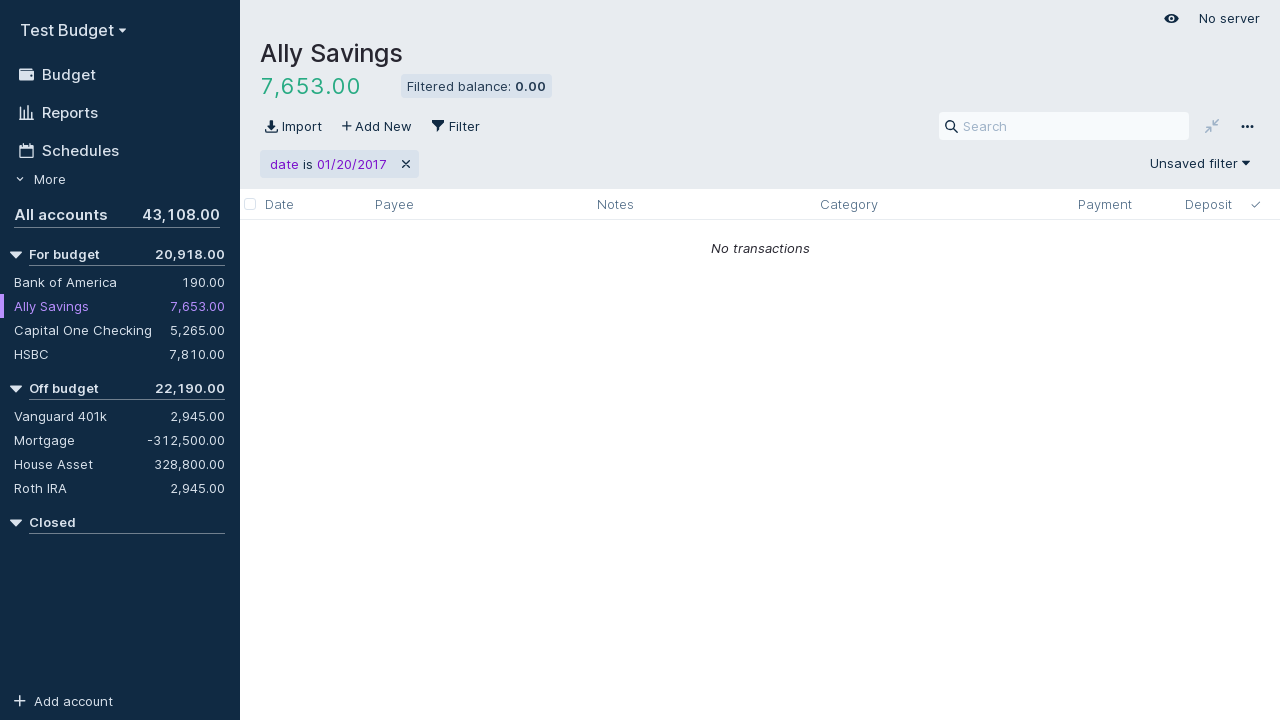 Test Budget
Budget
Reports
Schedules
More
All accounts 43,108.00
For budget 20,918.00
Bank of America 190.00
Ally Savings 7,653.00
Capital One Checking 5,265.00
HSBC 7,810.00
Off budget 22,190.00
Vanguard 401k 2,945.00
Mortgage -312,500.00
House Asset 328,800.00
Roth IRA 2,945.00
Closed
Add account
No server
Ally Savings
7,653.00 Filtered balance: 0.00
Import Add New Filter Search
date is 01/20/2017 Unsaved filter
Date Payee Notes Category Payment Deposit
No transactions